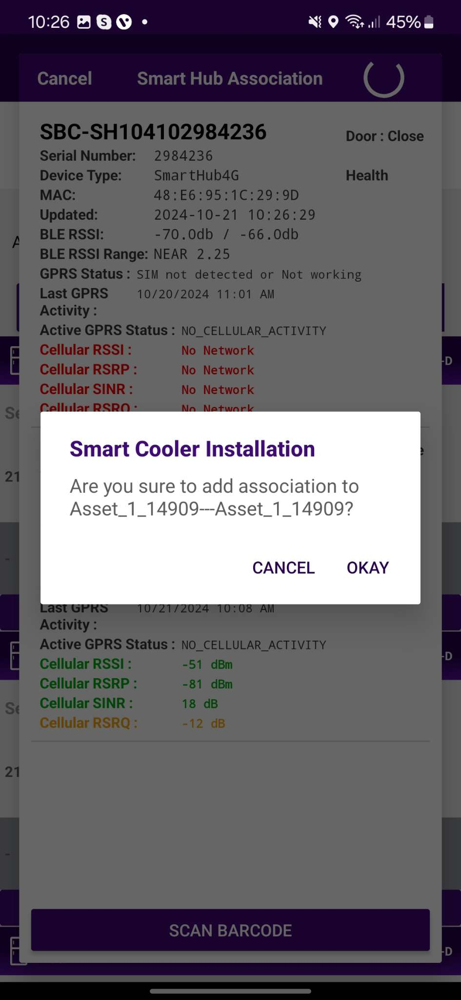 10:26 45%
Cancel Smart Hub Association
SBC-SH104102984236
Door : Close
Serial Number: 2984236
Device Type: SmartHub4G
Health
MAC: 48:E6:95:1C:29:9D
Updated: 2024-10-21 10:26:29
BLE RSSI: -70.0db / -66.0db
BLE RSSI Range: NEAR 2.25
GPRS Status : SIM not detected or Not working
Last GPRS Activity : 10/20/2024 11:01 AM
Active GPRS Status : NO_CELLULAR_ACTIVITY
Cellular RSSI : No Network
Cellular RSRP : No Network
-D
Cellular SINR : No Network
Cellular RSRQ : No Network
Smart Cooler Installation
Are you sure to add association to
Asset_1_14909---Asset_1_14909?
21
CANCEL OKAY
Last GPRS Activity : 10/21/2024 10:08 AM
Active GPRS Status : NO_CELLULAR_ACTIVITY
-D
Cellular RSSI : -51 dBm
Cellular RSRP : -81 dBm
Cellular SINR : 18 dB
Cellular RSRQ : -12 dB
21
SCAN BARCODE
-D